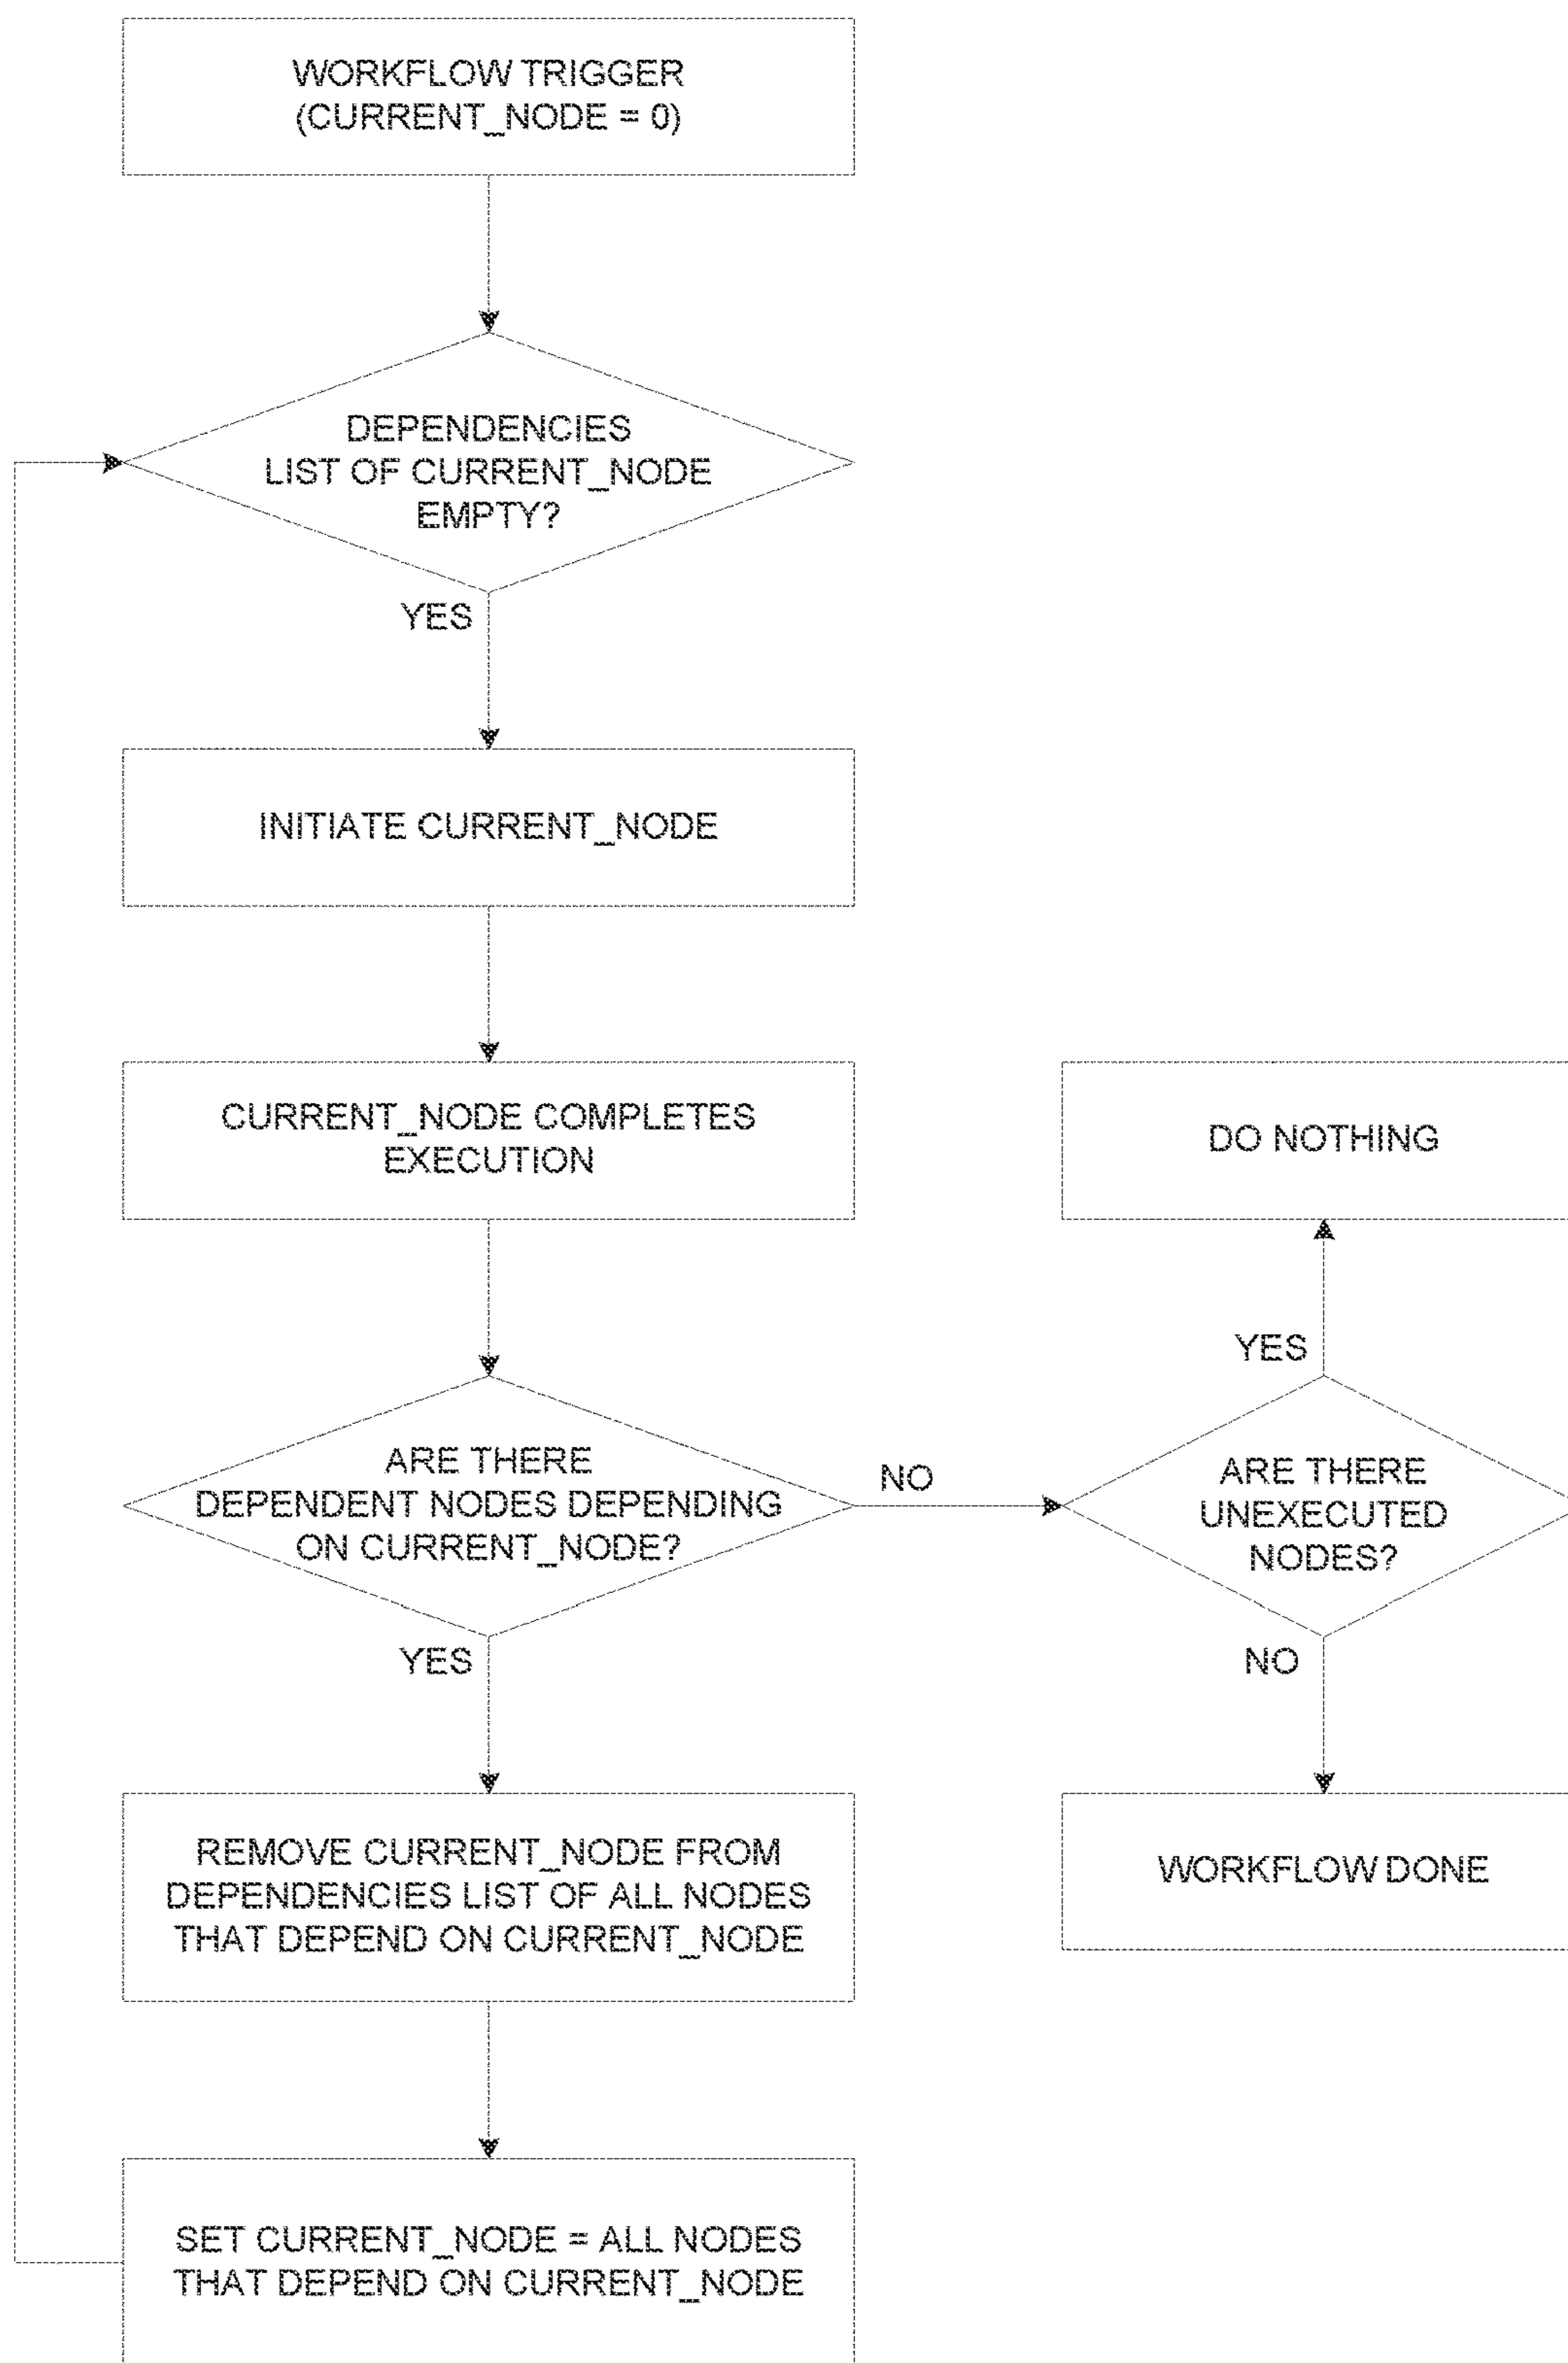 WORKFLOW TRIGGER
(CURRENT_NODE = 0)
DEPENDENCIES
LIST OF CURRENT_NODE
EMPTY?
YES
INITIATE CURRENT_NODE
CURRENT_NODE COMPLETES
EXECUTION
DO NOTHING
YES
ARE THERE
DEPENDENT NODES DEPENDING
ON CURRENT_NODE?
NO
ARE THERE
UNEXECUTED
NODES?
YES
NO
REMOVE CURRENT_NODE FROM
DEPENDENCIES LIST OF ALL NODES
THAT DEPEND ON CURRENT_NODE
WORKFLOW DONE
SET CURRENT_NODE = ALL NODES
THAT DEPEND ON CURRENT_NODE